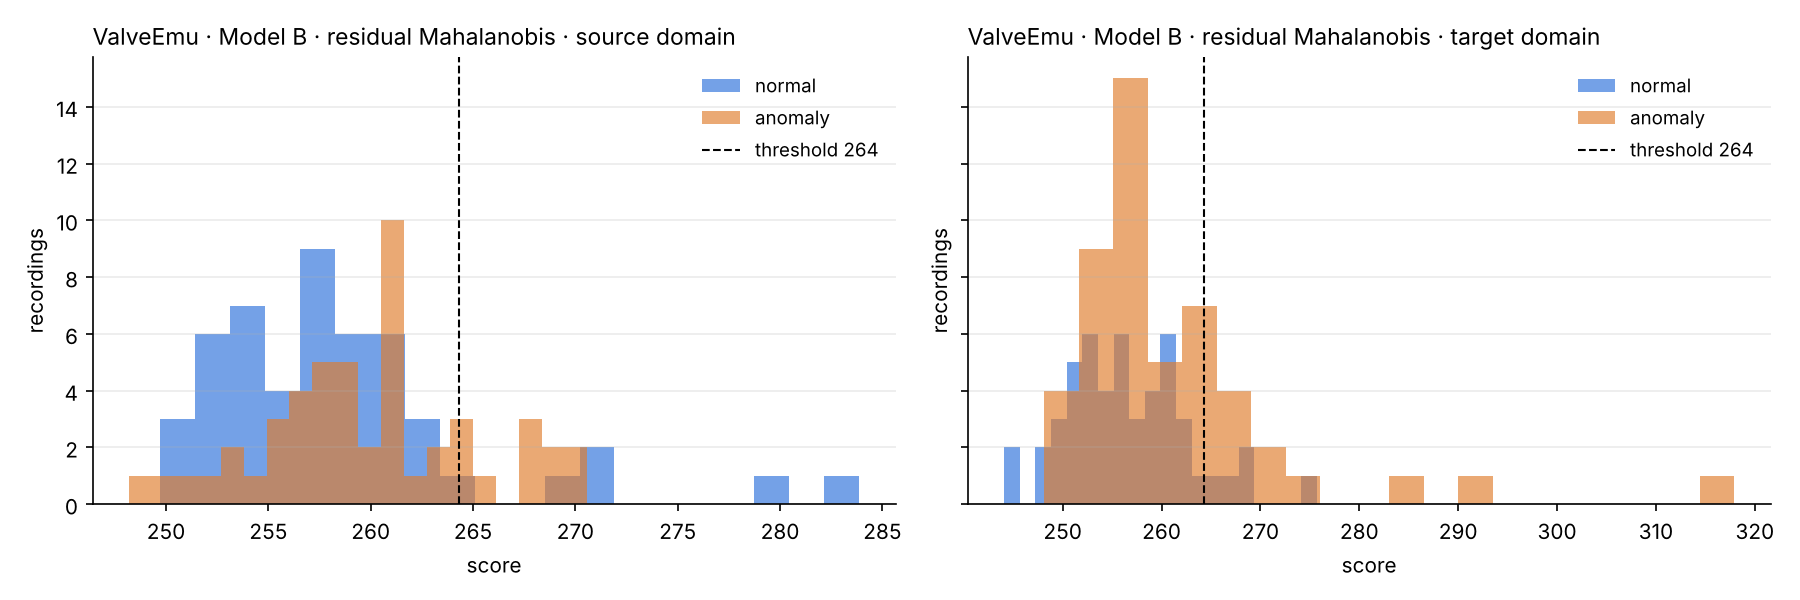 ValveEmu · Model B · residual Mahalanobis · source domain
normal
anomaly
threshold 264
recordings
14
12
10
8
6
4
2
0
250 255 260 265 270 275 280 285
score
ValveEmu · Model B · residual Mahalanobis · target domain
normal
anomaly
threshold 264
recordings
250 260 270 280 290 300 310 320
score